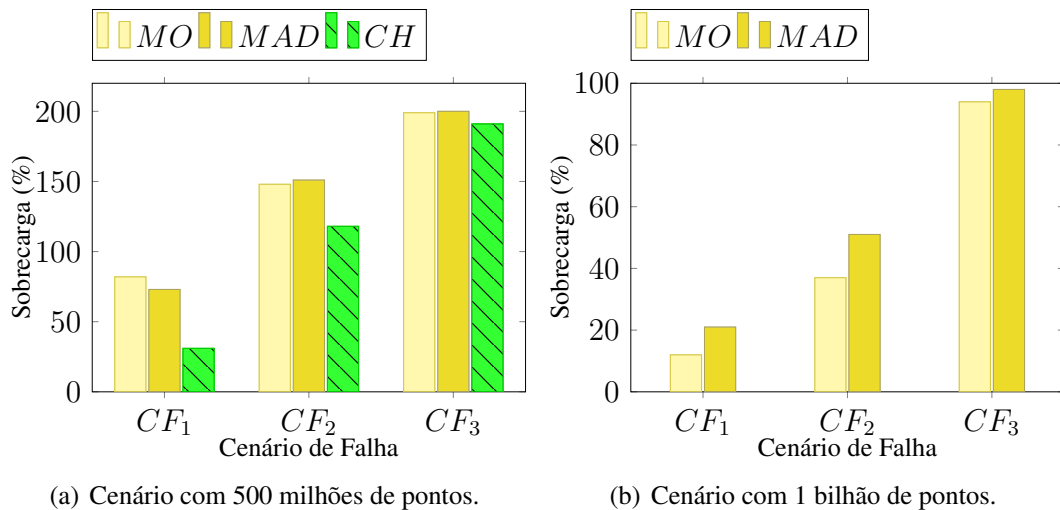 MO MAD CH
Sobrecarga (%)
200
150
100
50
0
CF1 CF2 CF3
Cenário de Falha
(a) Cenário com 500 milhões de pontos.
MO MAD
Sobrecarga (%)
100
80
60
40
20
0
CF1 CF2 CF3
Cenário de Falha
(b) Cenário com 1 bilhão de pontos.